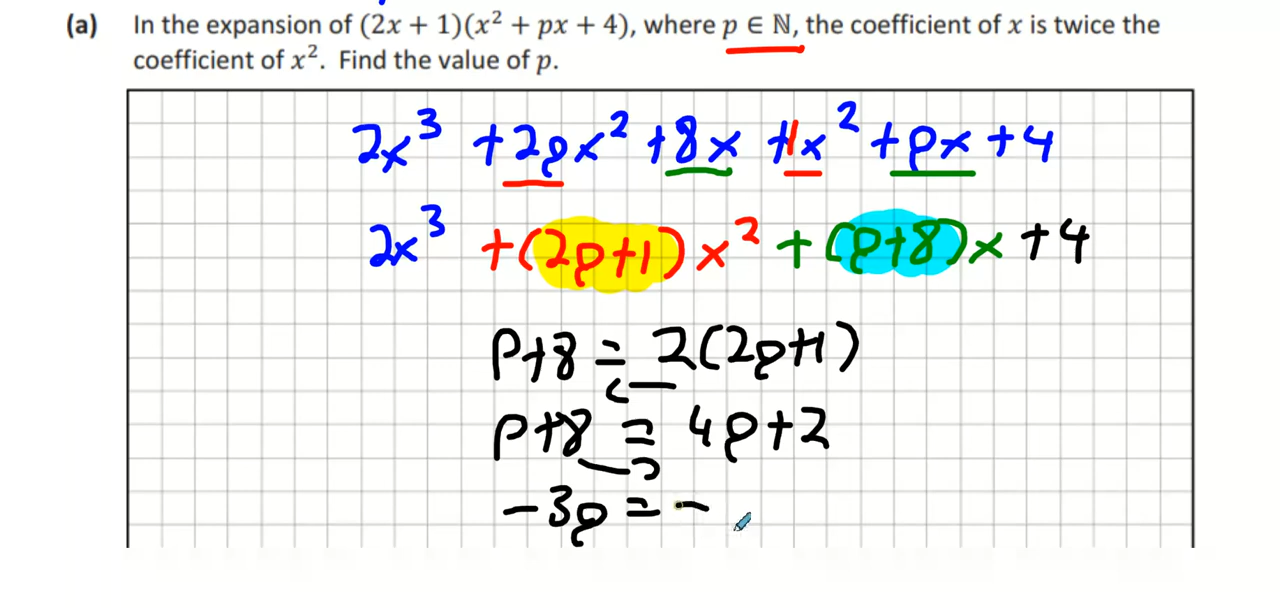 (a) In the expansion of (2x + 1)(x² + px + 4), where p ∈ ℕ, the coefficient of x is twice the
coefficient of x². Find the value of p.
2x³ + 2px² + 8x + 1x² + px + 4
2x³ + (2p+1)x² + (p+8)x + 4
p+8 = 2(2p+1)
p+8 = 4p+2
-3p = -